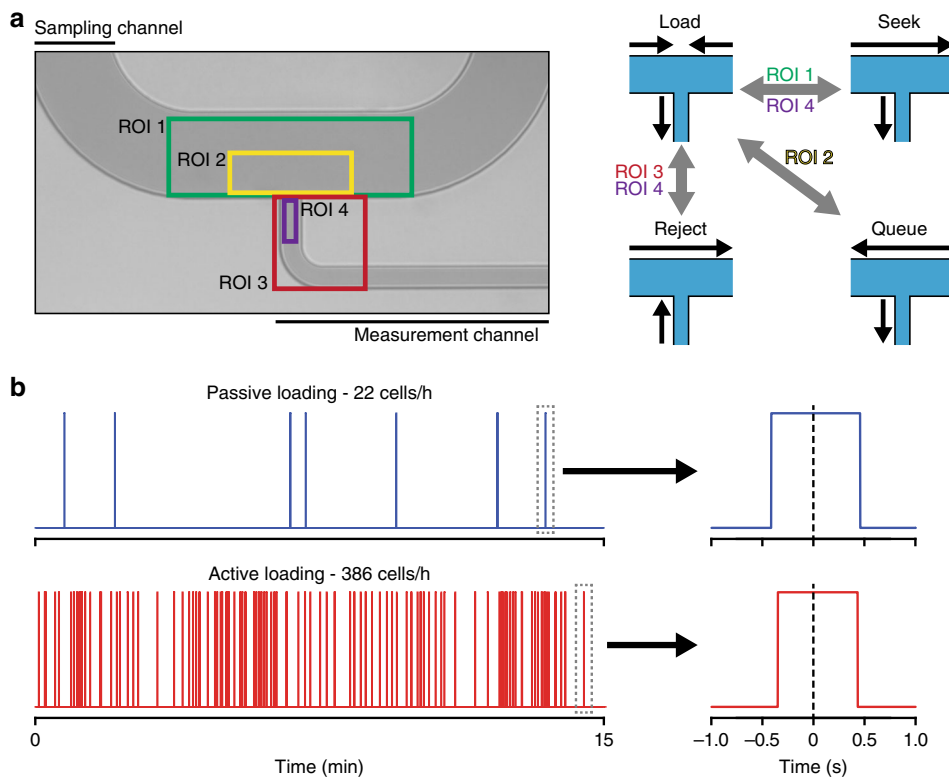 a
Sampling channel
ROI 1
ROI 2
ROI 4
ROI 3
Measurement channel
Load
Seek
ROI 1
ROI 4
ROI 2
ROI 3
ROI 4
Reject
Queue
b
Passive loading - 22 cells/h
Active loading - 386 cells/h
0
15
Time (min)
–1.0
–0.5
0
0.5
1.0
Time (s)